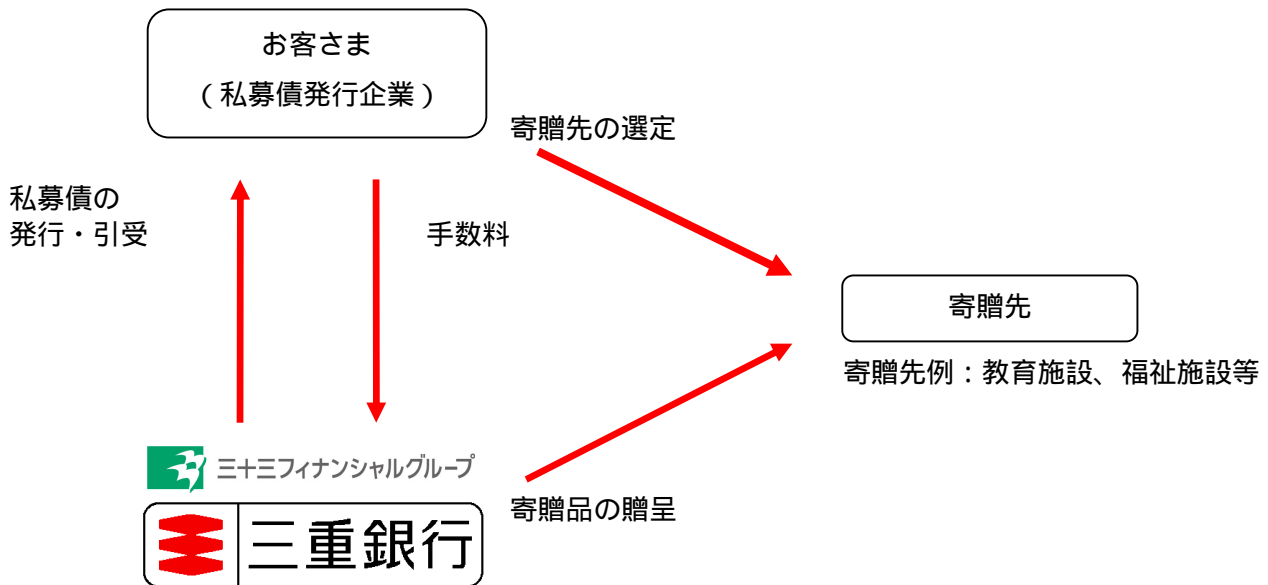 お客さま
（私募債発行企業）
寄贈先の選定
私募債の
発行・引受
手数料
寄贈先
寄贈先例：教育施設、福祉施設等
三十三フィナンシャルグループ
寄贈品の贈呈
三重銀行